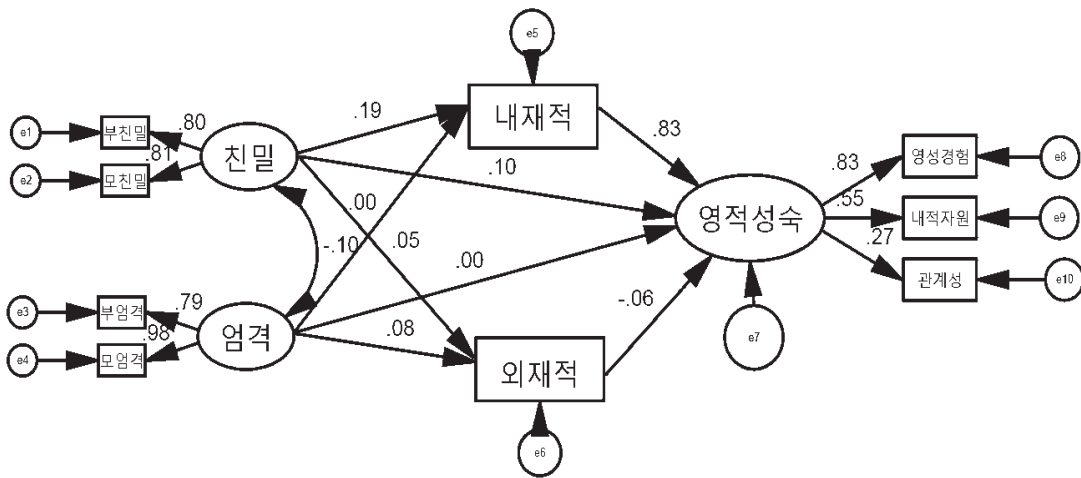 e5
내재적
.19
.83
e1
부친밀
.80
친밀
.83
영성경험
e8
e2
모친밀
.81
.10
.55
영적성숙
내적자원
e9
.00
.27
-.10
.05
.00
관계성
e10
e3
부엄격
.79
-.06
엄격
.08
e7
e4
모엄격
.98
외재적
e6